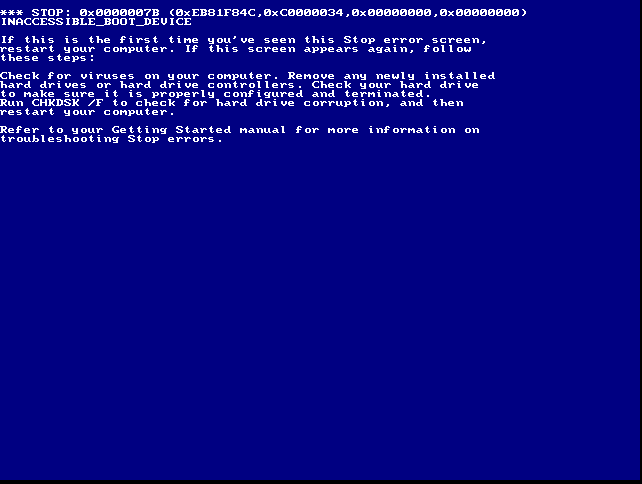 *** STOP: 0x0000007B (0xEB81F84C,0xC0000034,0x00000000,0x00000000)
INACCESSIBLE_BOOT_DEVICE
If this is the first time you've seen this Stop error screen,
restart your computer. If this screen appears again, follow
these steps:
Check for viruses on your computer. Remove any newly installed
hard drives or hard drive controllers. Check your hard drive
to make sure it is properly configured and terminated.
Run CHKDSK /F to check for hard drive corruption, and then
restart your computer.
Refer to your Getting Started manual for more information on
troubleshooting Stop errors.